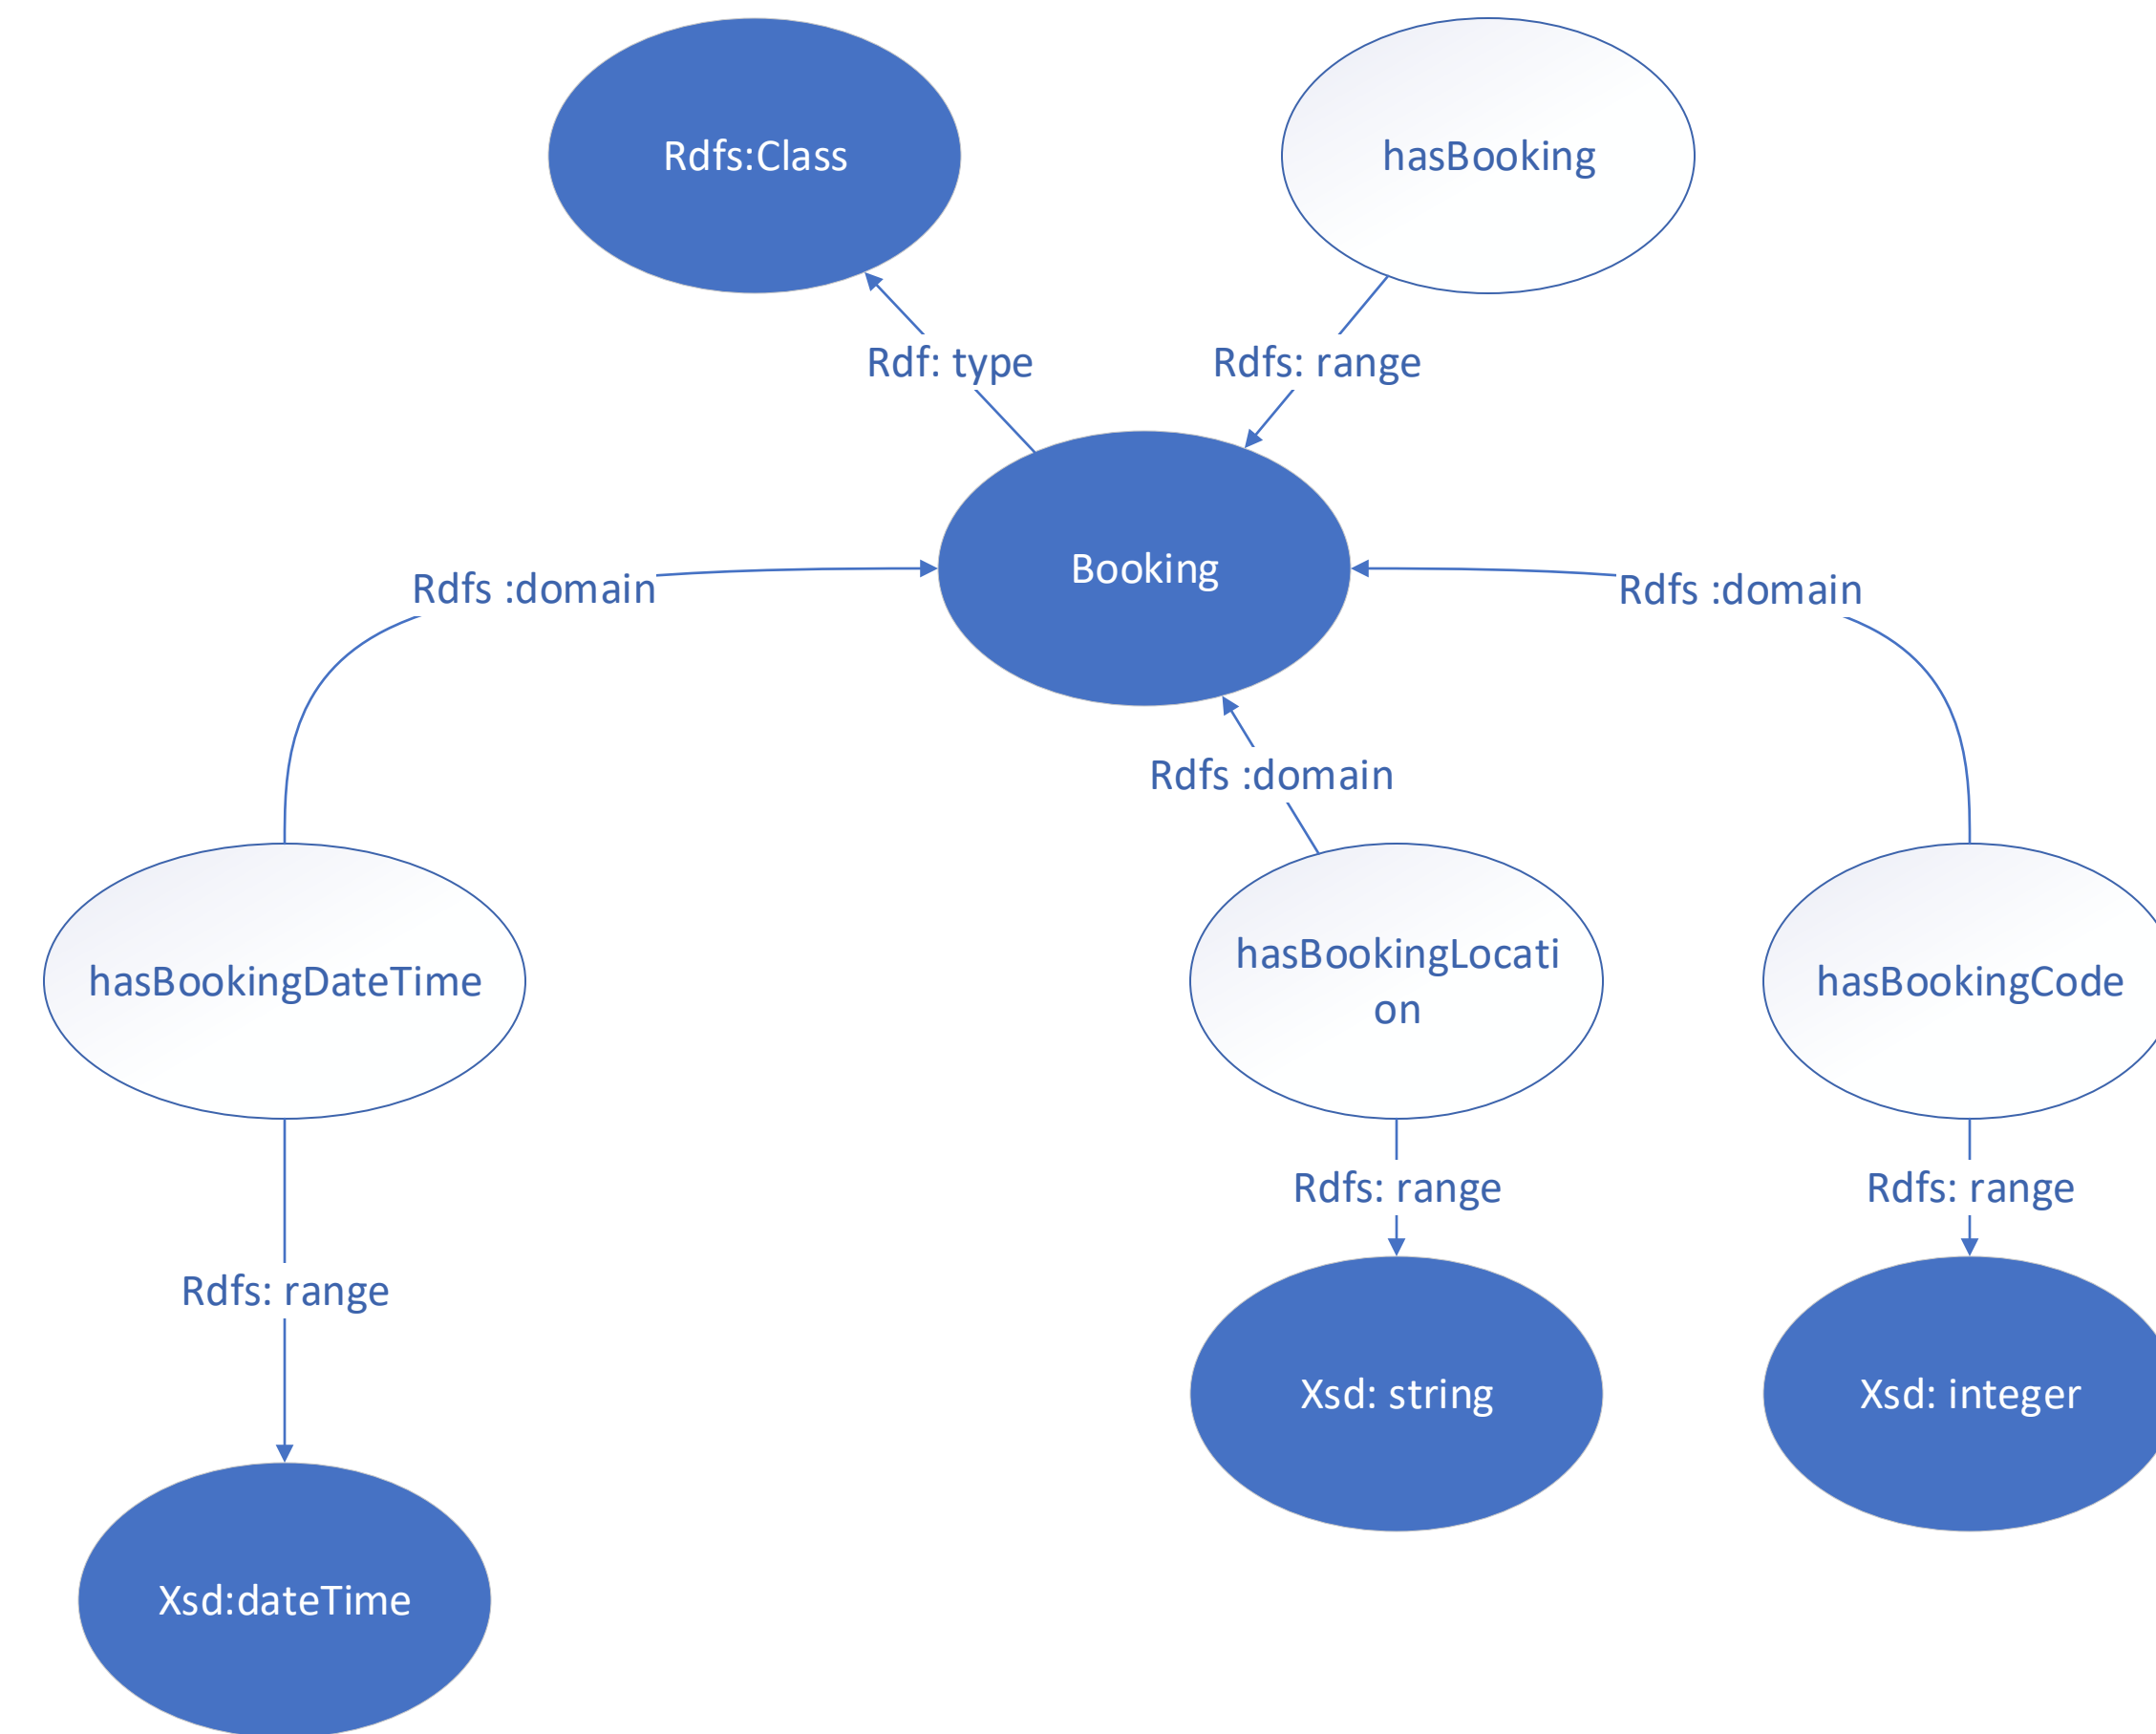 Rdfs:Class
hasBooking
Rdf: type
Rdfs: range
Booking
Rdfs :domain
Rdfs :domain
Rdfs :domain
hasBookingDateTime
hasBookingLocati
on
hasBookingCode
Rdfs: range
Rdfs: range
Rdfs: range
Xsd: string
Xsd: integer
Xsd:dateTime